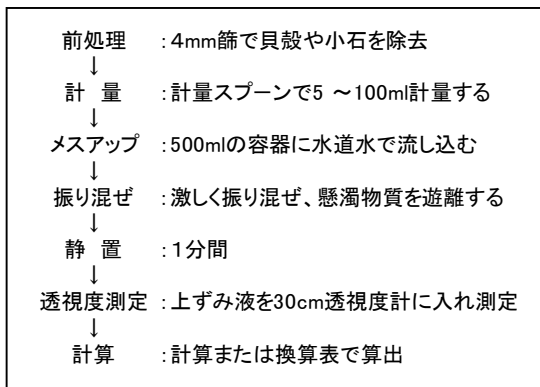 前処理 :4mm篩で貝殻や小石を除去
↓
計 量 :計量スプーンで5 ~100ml計量する
↓
メスアップ :500mlの容器に水道水で流し込む
↓
振り混ぜ :激しく振り混ぜ、懸濁物質を遊離する
↓
静 置 :1分間
↓
透視度測定 :上ずみ液を30cm透視度計に入れ測定
↓
計算 :計算または換算表で算出